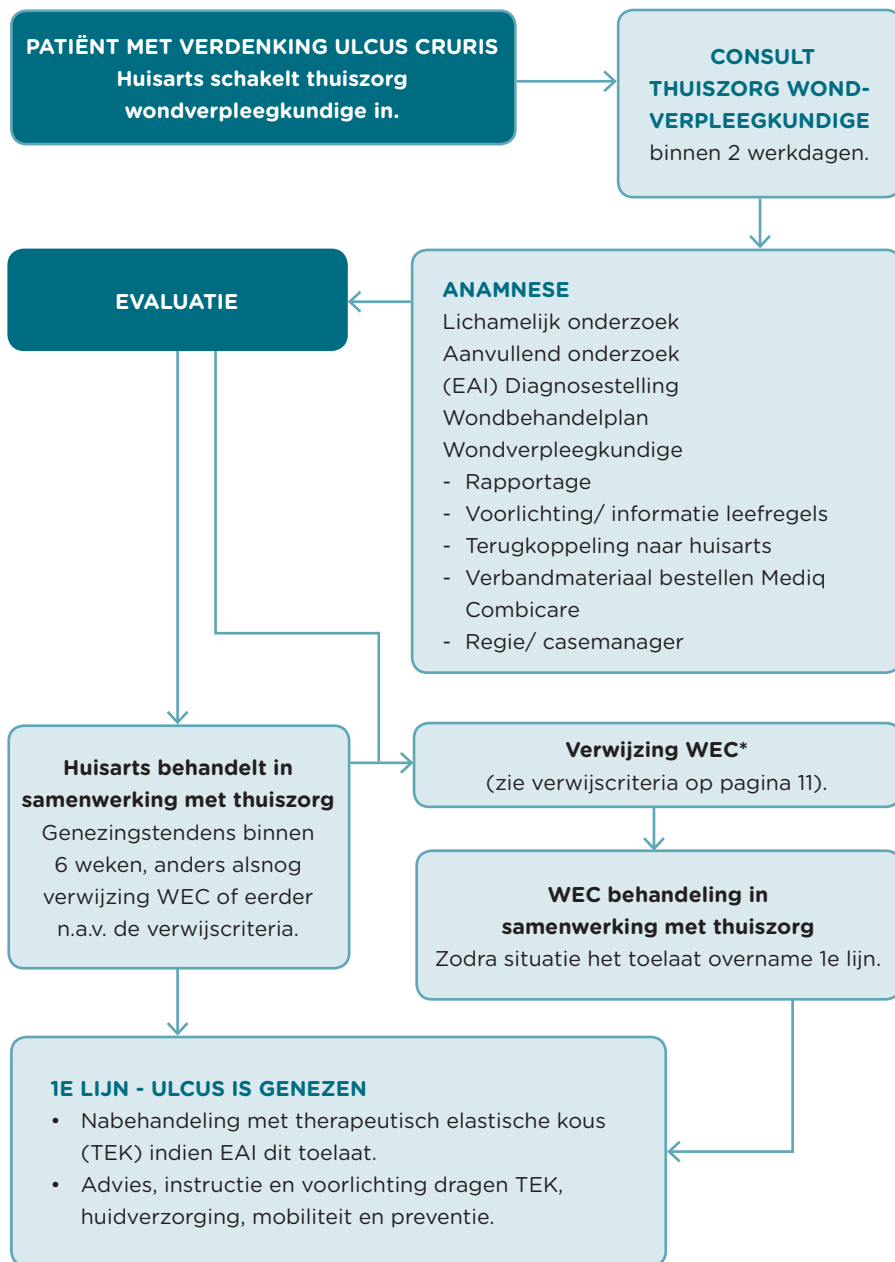 PATIËNT MET VERDENKING ULCUS CRURIS
Huisarts schakelt thuiszorg
wondverpleegkundige in.
CONSULT
THUISZORG WOND-
VERPLEEGKUNDIGE
binnen 2 werkdagen.
EVALUATIE
ANAMNESE
Lichamelijk onderzoek
Aanvullend onderzoek
(EAI) Diagnosestelling
Wondbehandelplan
Wondverpleegkundige
- Rapportage
- Voorlichting/ informatie leefregels
- Terugkoppeling naar huisarts
- Verbandmateriaal bestellen Mediq
Combicare
- Regie/ casemanager
Huisarts behandelt in
samenwerking met thuiszorg
Genezingstendens binnen
6 weken, anders alsnog
verwijzing WEC of eerder
n.a.v. de verwijscriteria.
Verwijzing WEC*
(zie verwijscriteria op pagina 11).
WEC behandeling in
samenwerking met thuiszorg
Zodra situatie het toelaat overname 1e lijn.
1E LIJN - ULCUS IS GENEZEN
• Nabehandeling met therapeutisch elastische kous
(TEK) indien EAI dit toelaat.
• Advies, instructie en voorlichting dragen TEK,
huidverzorging, mobiliteit en preventie.